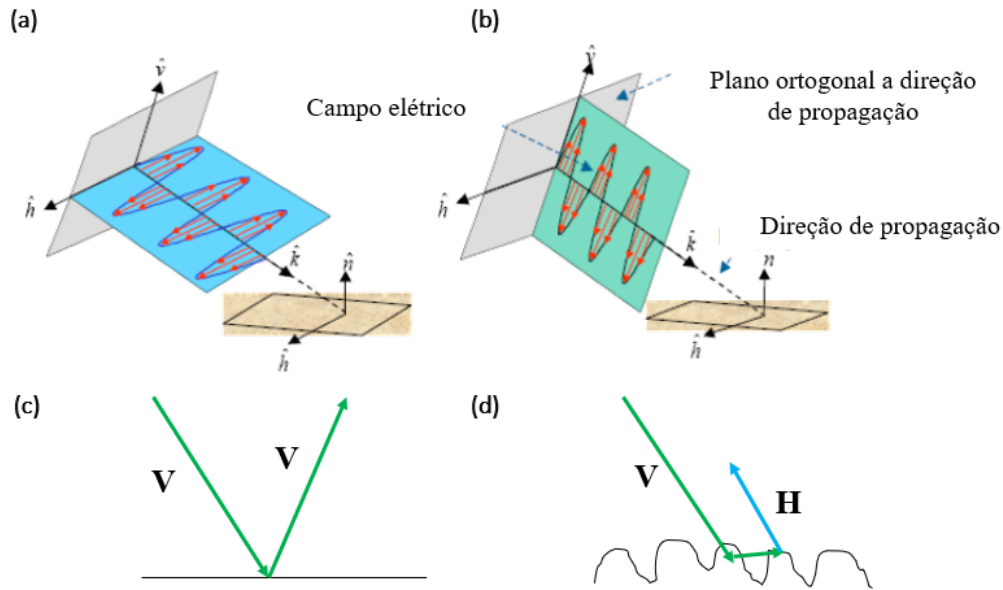 (a)
(b)
v̂
v̂
Campo elétrico
Plano ortogonal a direção
de propagação
ĥ
ĥ
Direção de propagação
k̂
n̂
k̂
n
ĥ
ĥ
(c)
(d)
V
V
V
H